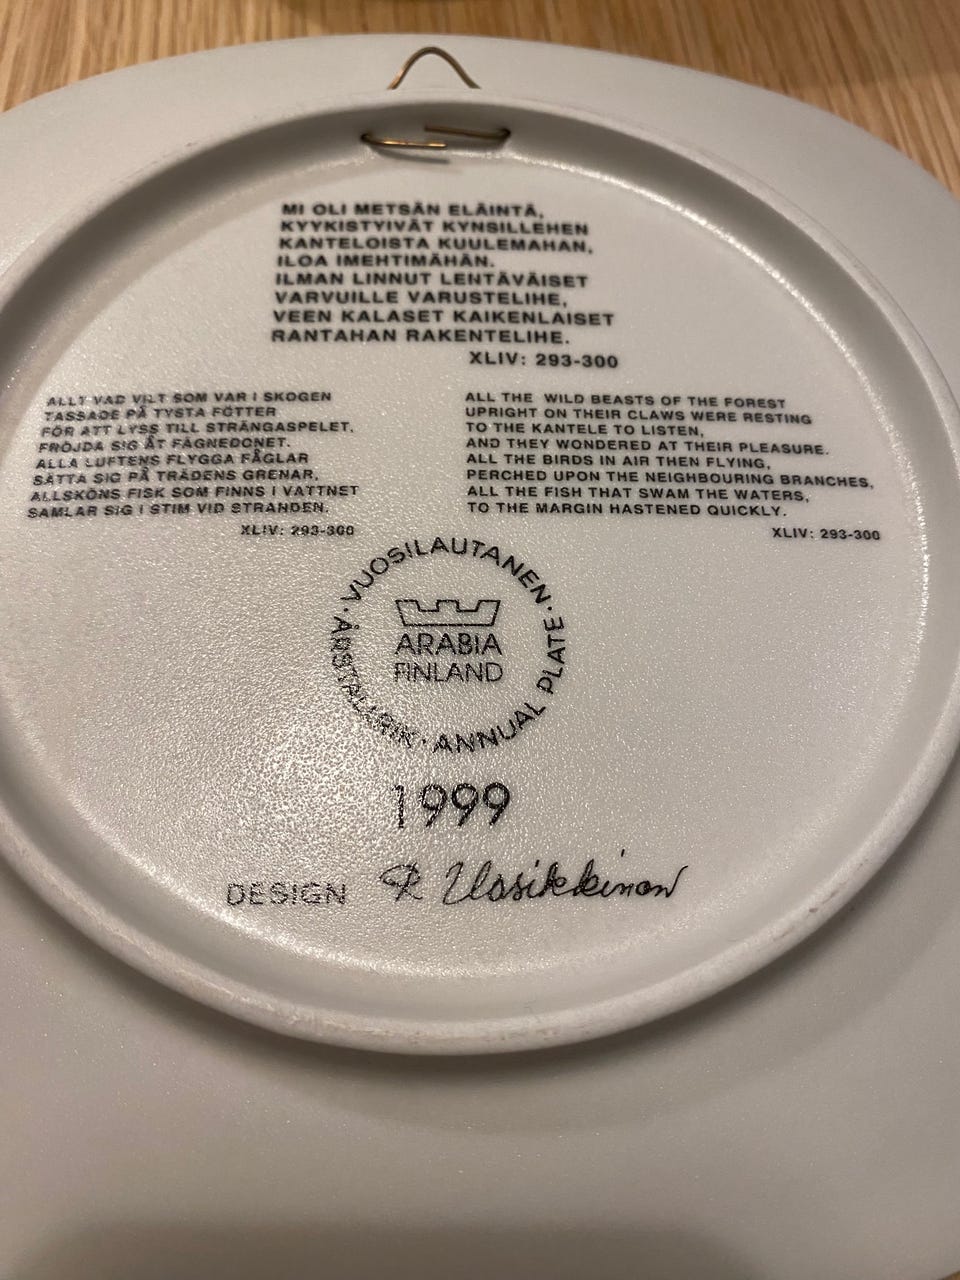 MI OLI METSÄN ELÄINTÄ,
KYYKISTYIVÄT KYNSILLEHEN
KANTELOISTA KUULEMAHAN,
ILOA IMEHTIMÄHÄN.
ILMAN LINNUT LENTÄVÄISET
VARVUILLE VARUSTELIHE,
VEEN KALASET KAIKENLAISET
RANTAHAN RAKENTELIHE.
XLIV: 293-300
ALLT VAD VILT SOM VAR I SKOGEN
TASSADE PÅ TYSTA FÖTTER
FÖR ATT LYSS TILL STRÄNGASPELET,
FRÖJDA SIG ÅT FÄGNEDONET.
ALLA LUFTENS FLYGGA FÅGLAR
SÄTTA SIG PÅ TRÄDENS GRENAR,
ALLSKÖNS FISK SOM FINNS I VATTNET
SAMLAR SIG I STIM VID STRANDEN.
XLIV: 293-300
ALL THE WILD BEASTS OF THE FOREST
UPRIGHT ON THEIR CLAWS WERE RESTING
TO THE KANTELE TO LISTEN,
AND THEY WONDERED AT THEIR PLEASURE.
ALL THE BIRDS IN AIR THEN FLYING,
PERCHED UPON THE NEIGHBOURING BRANCHES,
ALL THE FISH THAT SWAM THE WATERS,
TO THE MARGIN HASTENED QUICKLY.
XLIV: 293-300
· VUOSILAUTANEN · ANNUAL PLATE · ÅRSTALLRIK
ARABIA
FINLAND
1999
DESIGN R Uosikkinen